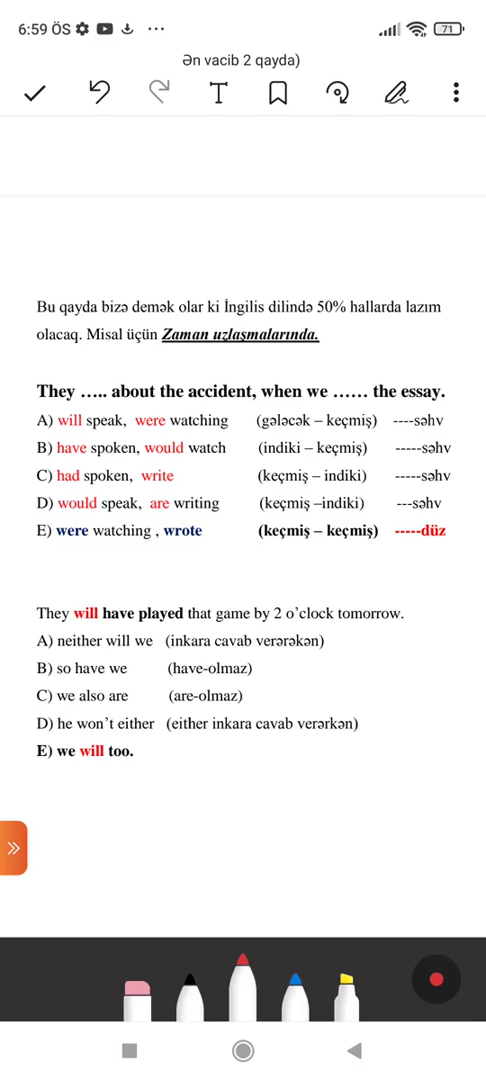 6:59 ÖS
71
Ən vacib 2 qayda)
T
Bu qayda bizə demək olar ki İngilis dilində 50% hallarda lazım
olacaq. Misal üçün Zaman uzlaşmalarında.
They ….. about the accident, when we …… the essay.
A) will speak, were watching (gələcək – keçmiş) ----səhv
B) have spoken, would watch (indiki – keçmiş) -----səhv
C) had spoken, write (keçmiş – indiki) -----səhv
D) would speak, are writing (keçmiş –indiki) ---səhv
E) were watching , wrote (keçmiş – keçmiş) -----düz
They will have played that game by 2 o’clock tomorrow.
A) neither will we (inkara cavab verərəkən)
B) so have we (have-olmaz)
C) we also are (are-olmaz)
D) he won’t either (either inkara cavab verərkən)
E) we will too.